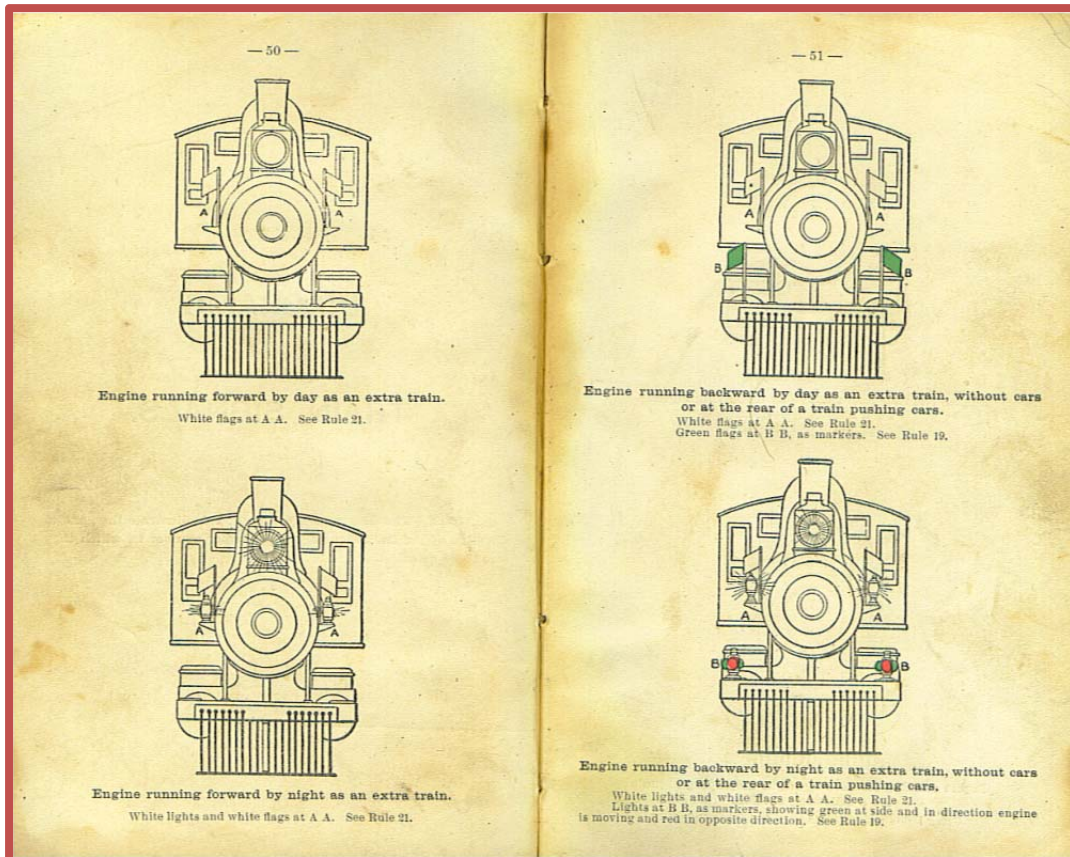 — 50 —
A
A
Engine running forward by day as an extra train.
White flags at A A. See Rule 21.
A
A
Engine running forward by night as an extra train.
White lights and white flags at A A. See Rule 21.
— 51 —
A
A
B
B
Engine running backward by day as an extra train, without cars
or at the rear of a train pushing cars.
White flags at A A. See Rule 21.
Green flags at B B, as markers. See Rule 19.
A
A
B
B
Engine running backward by night as an extra train, without cars
or at the rear of a train pushing cars.
White lights and white flags at A A. See Rule 21.
Lights at B B, as markers, showing green at side and in direction engine
is moving and red in opposite direction. See Rule 19.